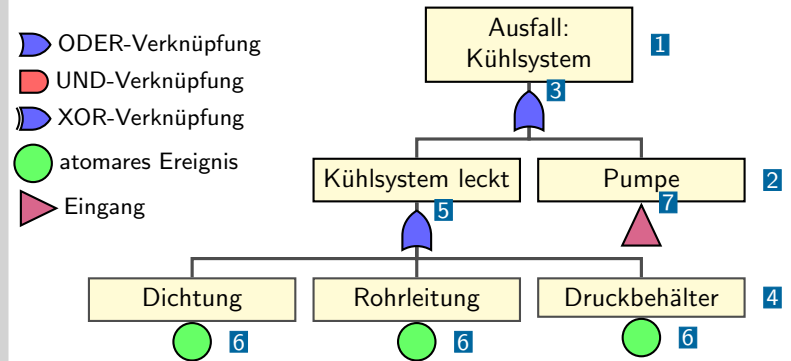 ODER-Verknüpfung
UND-Verknüpfung
XOR-Verknüpfung
atomares Ereignis
Eingang
Ausfall:
Kühlsystem
1
3
Kühlsystem leckt
Pumpe
2
5
7
Dichtung
Rohrleitung
Druckbehälter
4
6
6
6